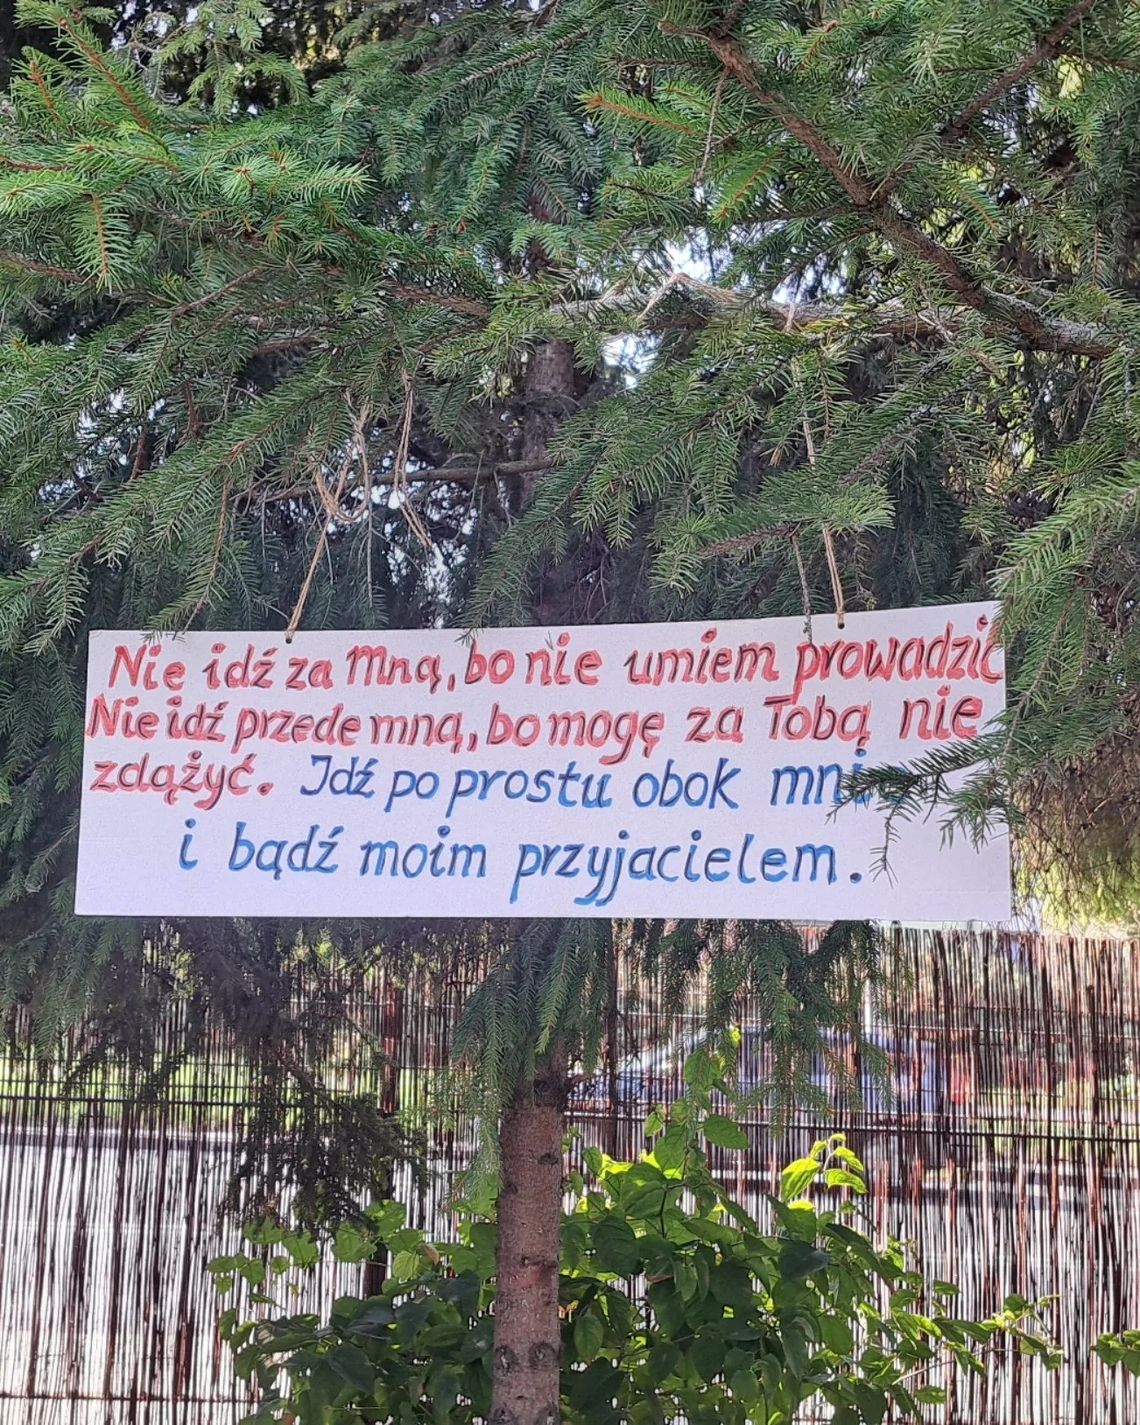 Nie idź za Mną, bo nie umiem prowadzić
Nie idź przede mną, bo mogę za Tobą nie
zdążyć. Idź po prostu obok mnie
i bądź moim przyjacielem.